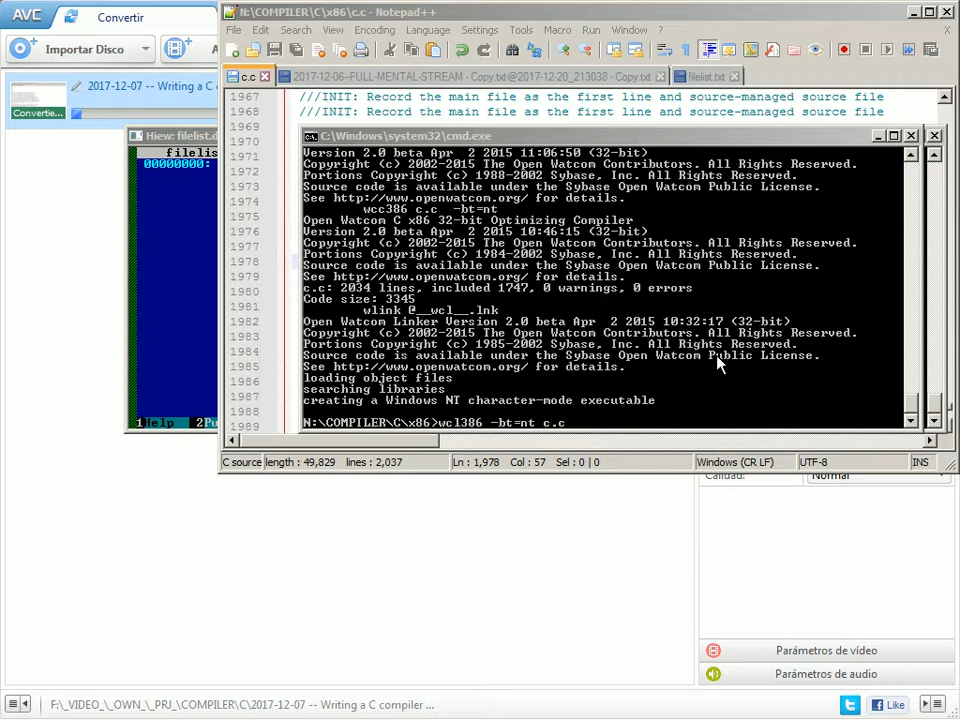 AVC Convertir
Importar Disco
2017-12-07 -- Writing a C
Convertie...
N:\COMPILER\C\x86\c.c - Notepad++
File Edit Search View Encoding Language Settings Tools Macro Run Window ? X
c.c 2017-12-06--FULL-MENTAL-STREAM - Copy.txt@2017-12-20_213038 - Copy.txt filelist.txt
1967 ///INIT: Record the main file as the first line and source-managed source file
1968 ///INIT: Record the main file as the first line and source-managed source file
1969
1970
1971
1972
1973
1974
1975
1976
1977
1978
1979
1980
1981
1982
1983
1984
1985
1986
1987
1988
1989
Hiew: filelist.d
filelis
00000000:
1Help 2Pu
C:\Windows\system32\cmd.exe
Version 2.0 beta Apr 2 2015 11:06:50 (32-bit)
Copyright (c) 2002-2015 The Open Watcom Contributors. All Rights Reserved.
Portions Copyright (c) 1988-2002 Sybase, Inc. All Rights Reserved.
Source code is available under the Sybase Open Watcom Public License.
See http://www.openwatcom.org/ for details.
wcc386 c.c -bt=nt
Open Watcom C x86 32-bit Optimizing Compiler
Version 2.0 beta Apr 2 2015 10:46:15 (32-bit)
Copyright (c) 2002-2015 The Open Watcom Contributors. All Rights Reserved.
Portions Copyright (c) 1984-2002 Sybase, Inc. All Rights Reserved.
Source code is available under the Sybase Open Watcom Public License.
See http://www.openwatcom.org/ for details.
c.c: 2034 lines, included 1747, 0 warnings, 0 errors
Code size: 3345
wlink @__wcl__.lnk
Open Watcom Linker Version 2.0 beta Apr 2 2015 10:32:17 (32-bit)
Copyright (c) 2002-2015 The Open Watcom Contributors. All Rights Reserved.
Portions Copyright (c) 1985-2002 Sybase, Inc. All Rights Reserved.
Source code is available under the Sybase Open Watcom Public License.
See http://www.openwatcom.org/ for details.
loading object files
searching libraries
creating a Windows NT character-mode executable
N:\COMPILER\C\x86>wcl386 -bt=nt c.c
C source length : 49,829 lines : 2,037 Ln : 1,978 Col : 57 Sel : 0 | 0 Windows (CR LF) UTF-8 INS
Calidad: Normal
Parámetros de vídeo
Parámetros de audio
F:\_VIDEO_\_OWN_\_PRJ_\COMPILER\C\2017-12-07 -- Writing a C compiler ... Like